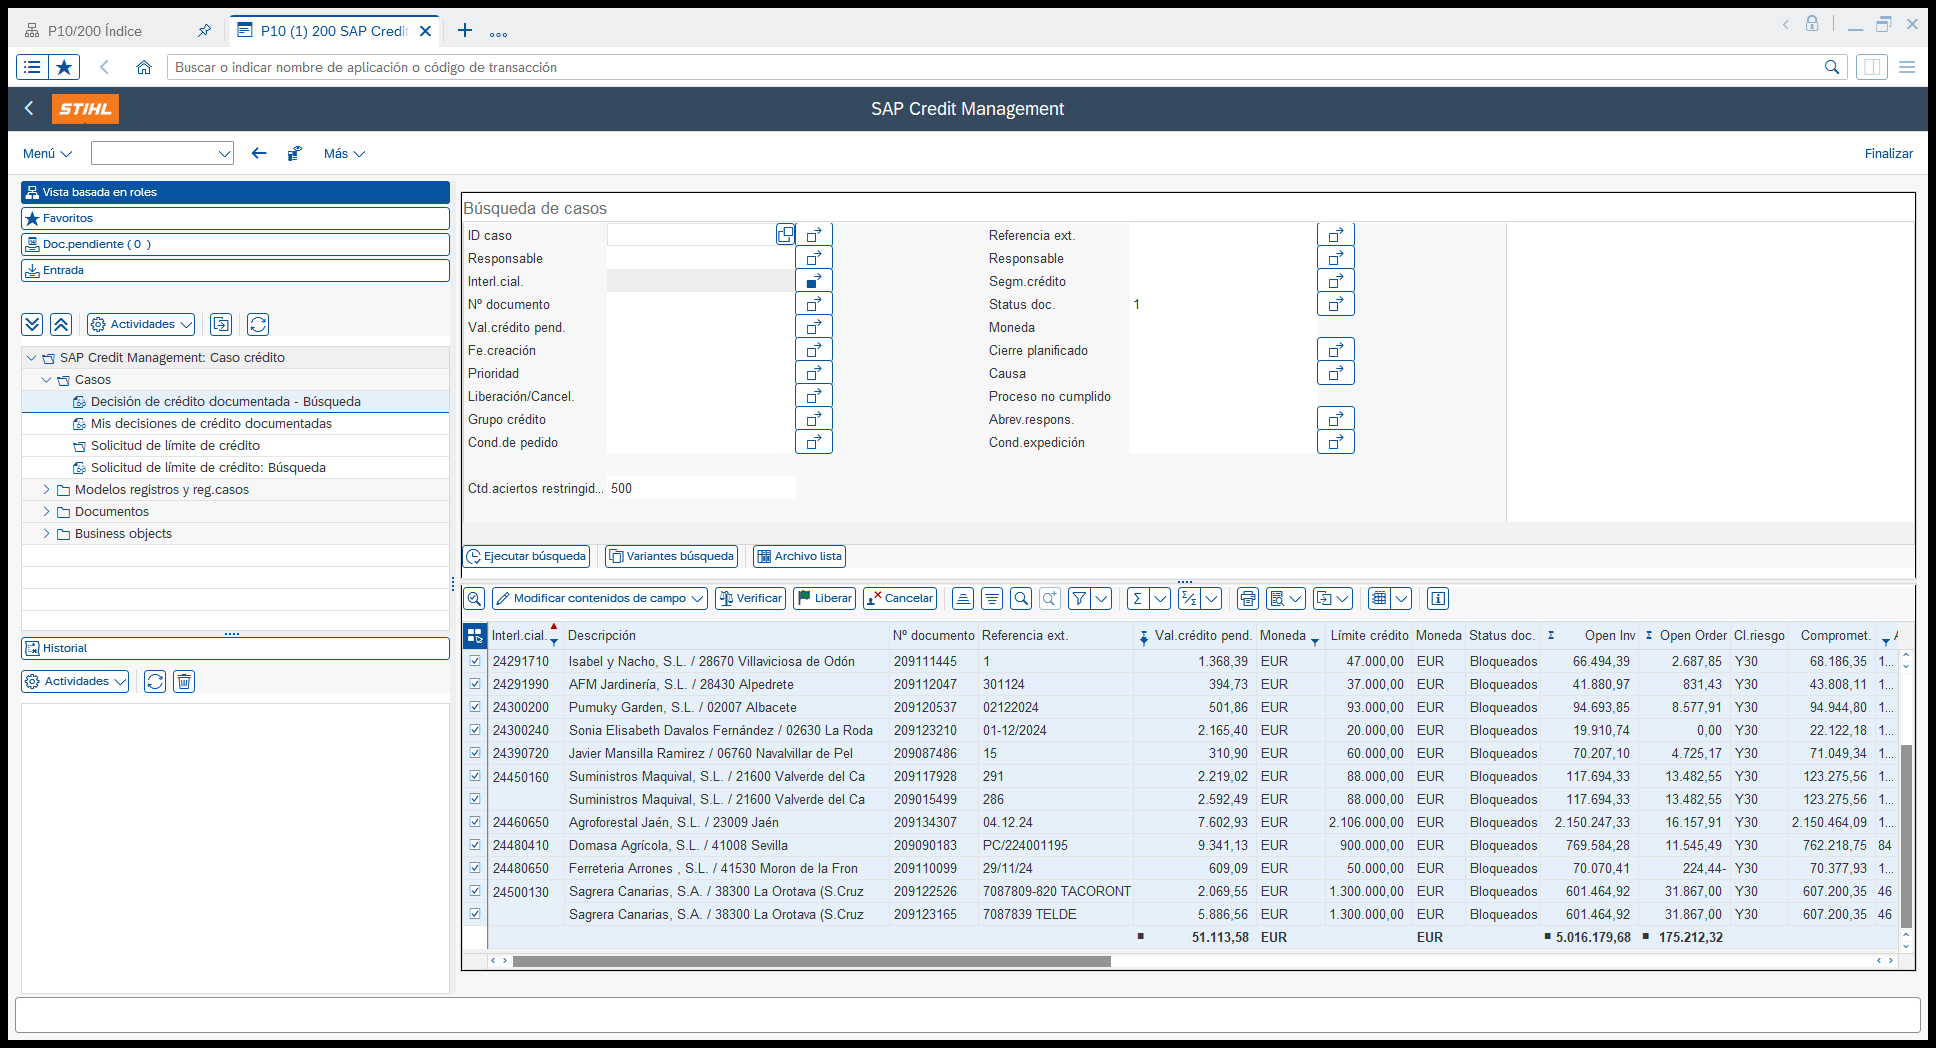 P10/200 Índice
P10 (1) 200 SAP Credit
Buscar o indicar nombre de aplicación o código de transacción
STIHL
SAP Credit Management
Menú
Más
Finalizar
Vista basada en roles
Favoritos
Doc.pendiente ( 0 )
Entrada
Actividades
SAP Credit Management: Caso crédito
Casos
Decisión de crédito documentada - Búsqueda
Mis decisiones de crédito documentadas
Solicitud de límite de crédito
Solicitud de límite de crédito: Búsqueda
Modelos registros y reg.casos
Documentos
Business objects
Historial
Actividades
Búsqueda de casos
ID caso Referencia ext.
Responsable Responsable
Interl.cial. Segm.crédito
Nº documento Status doc. 1
Val.crédito pend. Moneda
Fe.creación Cierre planificado
Prioridad Causa
Liberación/Cancel. Proceso no cumplido
Grupo crédito Abrev.respons.
Cond.de pedido Cond.expedición
Ctd.aciertos restringid... 500
Ejecutar búsqueda Variantes búsqueda Archivo lista
Modificar contenidos de campo Verificar Liberar Cancelar
Interl.cial. Descripción Nº documento Referencia ext. Val.crédito pend. Moneda Límite crédito Moneda Status doc. Open Inv Open Order Cl.riesgo Compromet. A
24291710 Isabel y Nacho, S.L. / 28670 Villaviciosa de Odón 209111445 1 1.368,39 EUR 47.000,00 EUR Bloqueados 66.494,39 2.687,85 Y30 68.186,35 1...
24291990 AFM Jardinería, S.L. / 28430 Alpedrete 209112047 301124 394,73 EUR 37.000,00 EUR Bloqueados 41.880,97 831,43 Y30 43.808,11 1...
24300200 Pumuky Garden, S.L. / 02007 Albacete 209120537 02122024 501,86 EUR 93.000,00 EUR Bloqueados 94.693,85 8.577,91 Y30 94.944,80 1...
24300240 Sonia Elisabeth Davalos Fernández / 02630 La Roda 209123210 01-12/2024 2.165,40 EUR 20.000,00 EUR Bloqueados 19.910,74 0,00 Y30 22.122,18 1...
24390720 Javier Mansilla Ramirez / 06760 Navalvillar de Pel 209087486 15 310,90 EUR 60.000,00 EUR Bloqueados 70.207,10 4.725,17 Y30 71.049,34 1...
24450160 Suministros Maquival, S.L. / 21600 Valverde del Ca 209117928 291 2.219,02 EUR 88.000,00 EUR Bloqueados 117.694,33 13.482,55 Y30 123.275,56 1...
Suministros Maquival, S.L. / 21600 Valverde del Ca 209015499 286 2.592,49 EUR 88.000,00 EUR Bloqueados 117.694,33 13.482,55 Y30 123.275,56 1...
24460650 Agroforestal Jaén, S.L. / 23009 Jaén 209134307 04.12.24 7.602,93 EUR 2.106.000,00 EUR Bloqueados 2.150.247,33 16.157,91 Y30 2.150.464,09 1...
24480410 Domasa Agrícola, S.L. / 41008 Sevilla 209090183 PC/224001195 9.341,13 EUR 900.000,00 EUR Bloqueados 769.584,28 11.545,49 Y30 762.218,75 84
24480650 Ferreteria Arrones , S.L. / 41530 Moron de la Fron 209110099 29/11/24 609,09 EUR 50.000,00 EUR Bloqueados 70.070,41 224,44- Y30 70.377,93 1...
24500130 Sagrera Canarias, S.A. / 38300 La Orotava (S.Cruz 209122526 7087809-820 TACORONT 2.069,55 EUR 1.300.000,00 EUR Bloqueados 601.464,92 31.867,00 Y30 607.200,35 46
Sagrera Canarias, S.A. / 38300 La Orotava (S.Cruz 209123165 7087839 TELDE 5.886,56 EUR 1.300.000,00 EUR Bloqueados 601.464,92 31.867,00 Y30 607.200,35 46
51.113,58 EUR EUR 5.016.179,68 175.212,32